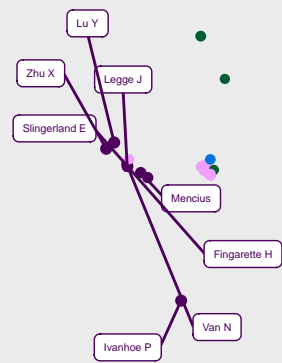 Lu Y
Zhu X
Legge J
Slingerland E
Mencius
Fingarette H
Van N
Ivanhoe P